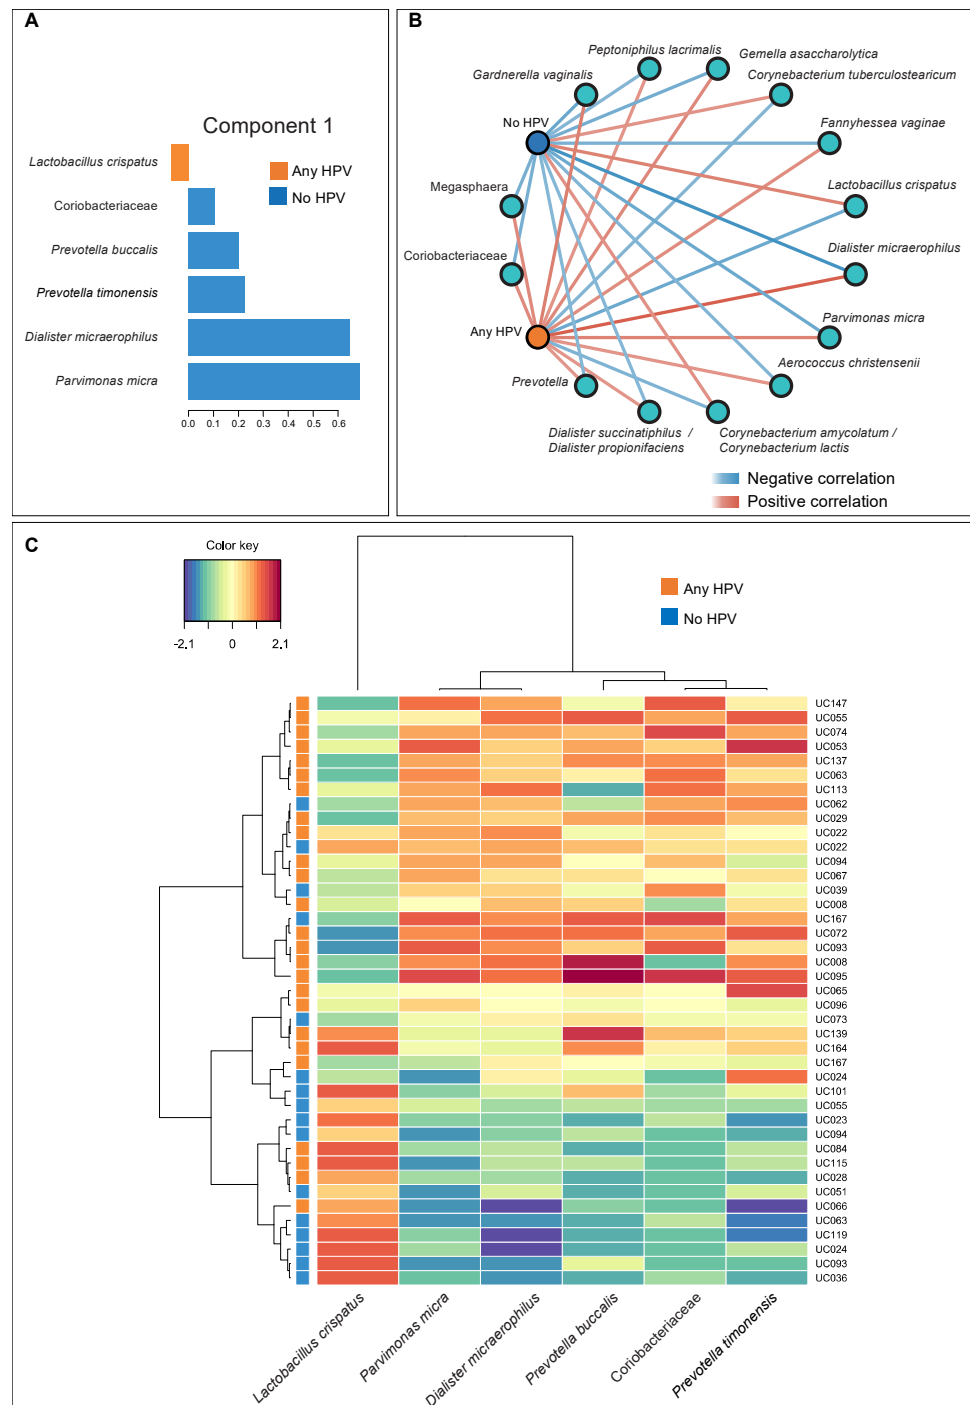 A
Component 1
Any HPV
No HPV
Lactobacillus crispatus
Coriobacteriaceae
Prevotella buccalis
Prevotella timonensis
Dialister micraerophilus
Parvimonas micra
0.0 0.1 0.2 0.3 0.4 0.5 0.6
B
Peptoniphilus lacrimalis
Gemella asaccharolytica
Gardnerella vaginalis
Corynebacterium tuberculostearicum
No HPV
Fannyhessea vaginae
Megasphaera
Lactobacillus crispatus
Coriobacteriaceae
Dialister micraerophilus
Any HPV
Parvimonas micra
Aerococcus christensenii
Prevotella
Dialister succinatiphilus /
Dialister propionifaciens
Corynebacterium amycolatum /
Corynebacterium lactis
Negative correlation
Positive correlation
C
Color key
-2.1 0 2.1
Any HPV
No HPV
UC147
UC055
UC074
UC053
UC137
UC063
UC113
UC062
UC029
UC022
UC022
UC094
UC067
UC039
UC008
UC167
UC072
UC093
UC008
UC095
UC065
UC096
UC073
UC139
UC164
UC167
UC024
UC101
UC055
UC023
UC094
UC084
UC115
UC028
UC051
UC066
UC063
UC119
UC024
UC093
UC036
Lactobacillus crispatus
Parvimonas micra
Dialister micraerophilus
Prevotella buccalis
Coriobacteriaceae
Prevotella timonensis